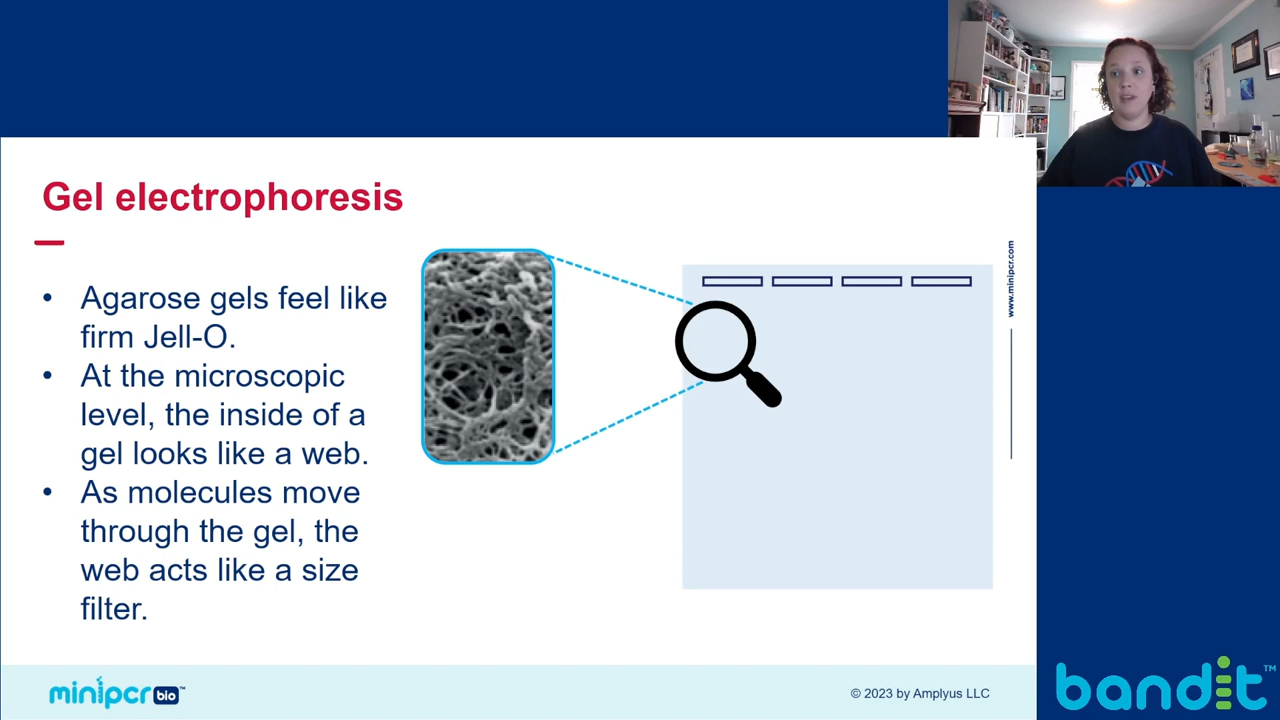 Gel electrophoresis
• Agarose gels feel like
firm Jell-O.
• At the microscopic
level, the inside of a
gel looks like a web.
• As molecules move
through the gel, the
web acts like a size
filter.
www.minipcr.com
minipcr bio™
© 2023 by Amplyus LLC
bandit™